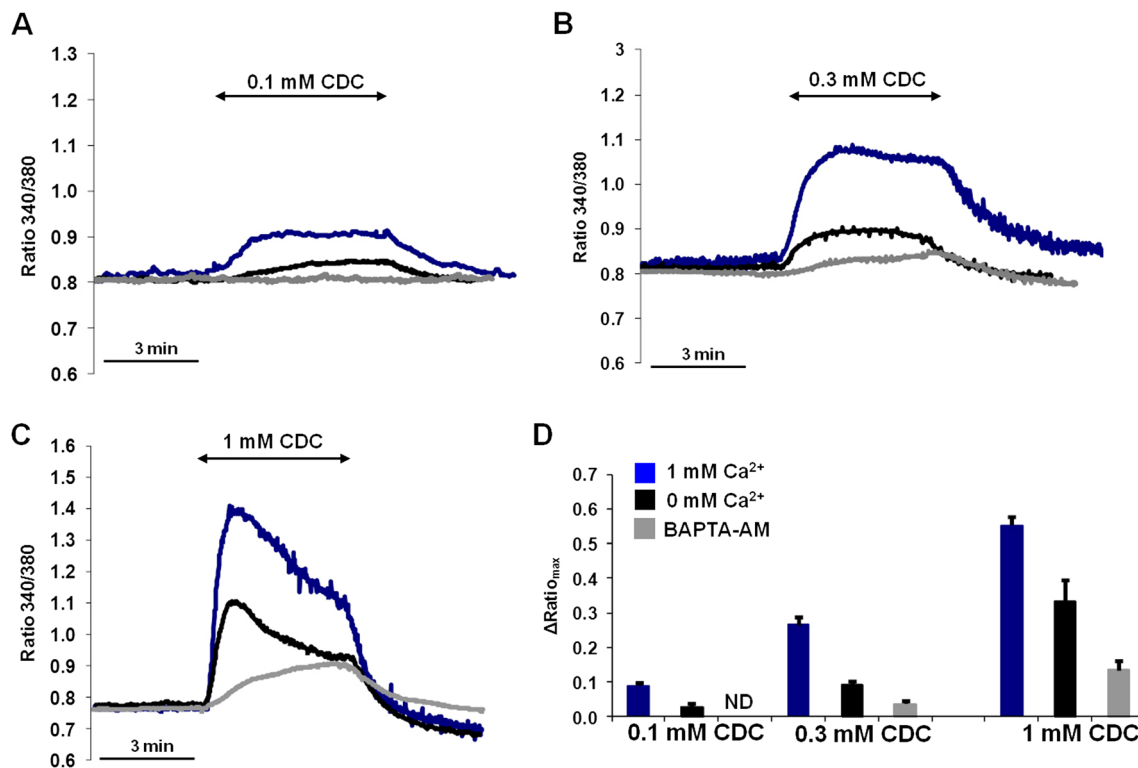 A
1.3
1.2
1.1
1.0
0.9
0.8
0.7
0.6
Ratio 340/380
0.1 mM CDC
3 min
B
3
1.2
1.1
1.0
0.9
0.8
0.7
0.6
Ratio 340/380
0.3 mM CDC
3 min
C
1.6
1.5
1.4
1.3
1.2
1.1
1.0
0.9
0.8
0.7
0.6
Ratio 340/380
1 mM CDC
3 min
D
0.7
0.6
0.5
0.4
0.3
0.2
0.1
0.0
ΔRatiomax
1 mM Ca²⁺
0 mM Ca²⁺
BAPTA-AM
ND
0.1 mM CDC
0.3 mM CDC
1 mM CDC